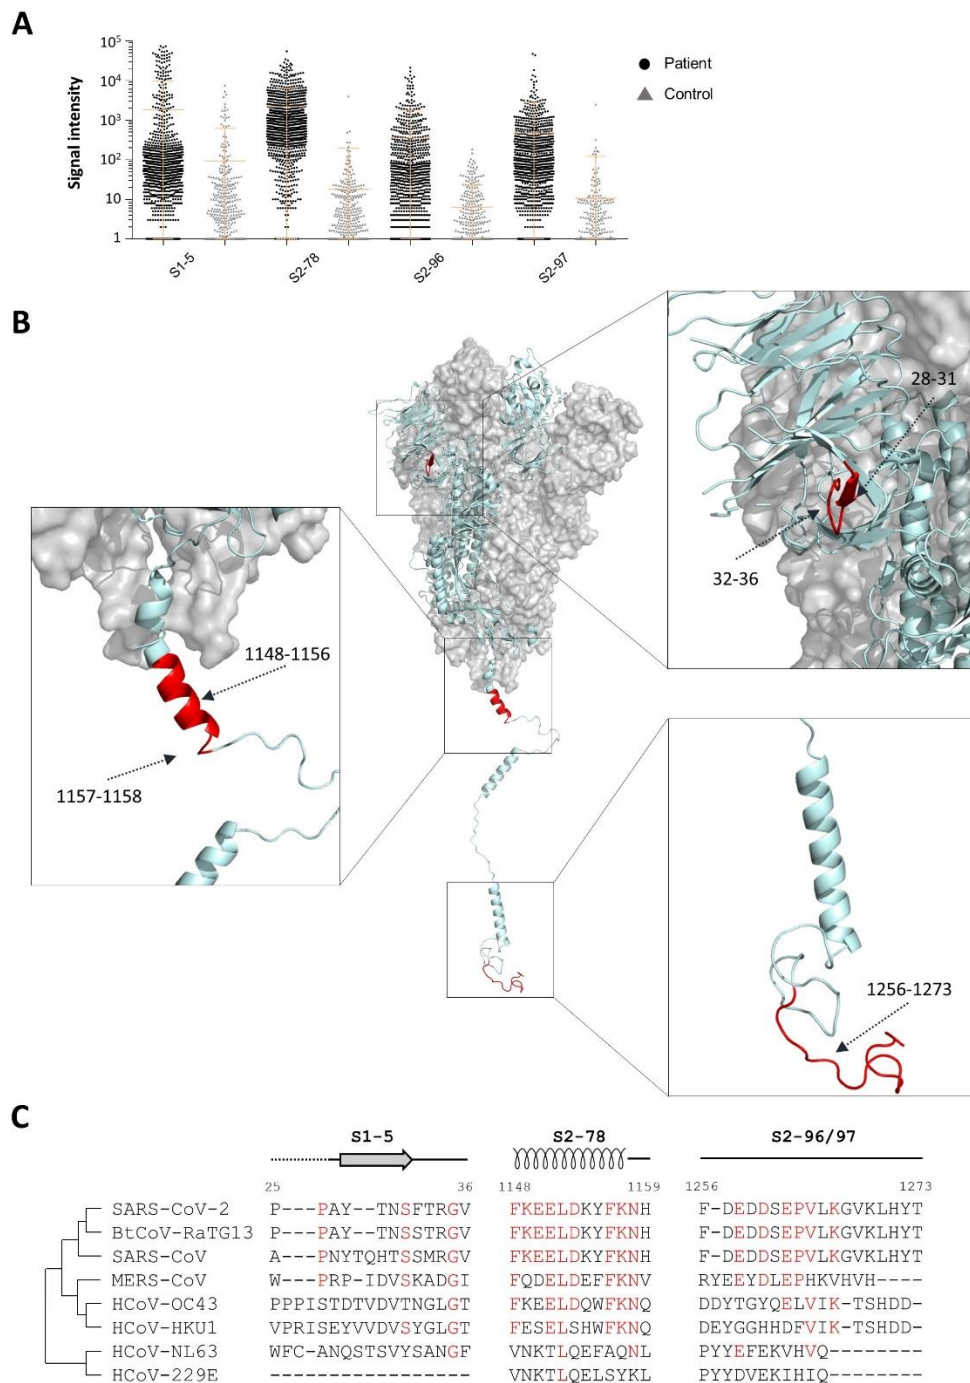 A
Signal intensity
10^5
10^4
10^3
10^2
10
1
S1-5
S2-78
S2-96
S2-97
Patient
Control
B
28-31
32-36
1148-1156
1157-1158
1256-1273
C
S1-5 S2-78 S2-96/97
25 36 1148 1159 1256 1273
SARS-CoV-2 P---PAY--TNSFTRGV FKEELDKYFKNH F-DEDDSEPVLKGVKLHYT
BtCoV-RaTG13 P---PAY--TNSSTRGV FKEELDKYFKNH F-DEDDSEPVLKGVKLHYT
SARS-CoV A---PNYTQHTSSMRGV FKEELDKYFKNH F-DEDDSEPVLKGVKLHYT
MERS-CoV W---PRP-IDVSKADGI FQDELDEFFKNV RYEEYDLEPHKVHVH----
HCoV-OC43 PPPISTDTVDVTNGLGT FKEELDQWFKNQ DDYTGYQELVIK-TSHDD-
HCoV-HKU1 VPRISEYVVDVSYGLGT FESELSHWFKNQ DEYGGHHDFVIK-TSHDD-
HCoV-NL63 WFC-ANQSTSVYSANGF VNKTLQEFAQNL PYYEFEKVHVQ--------
HCoV-229E ----------------- VNKTLQELSYKL PYYDVEKIHIQ--------